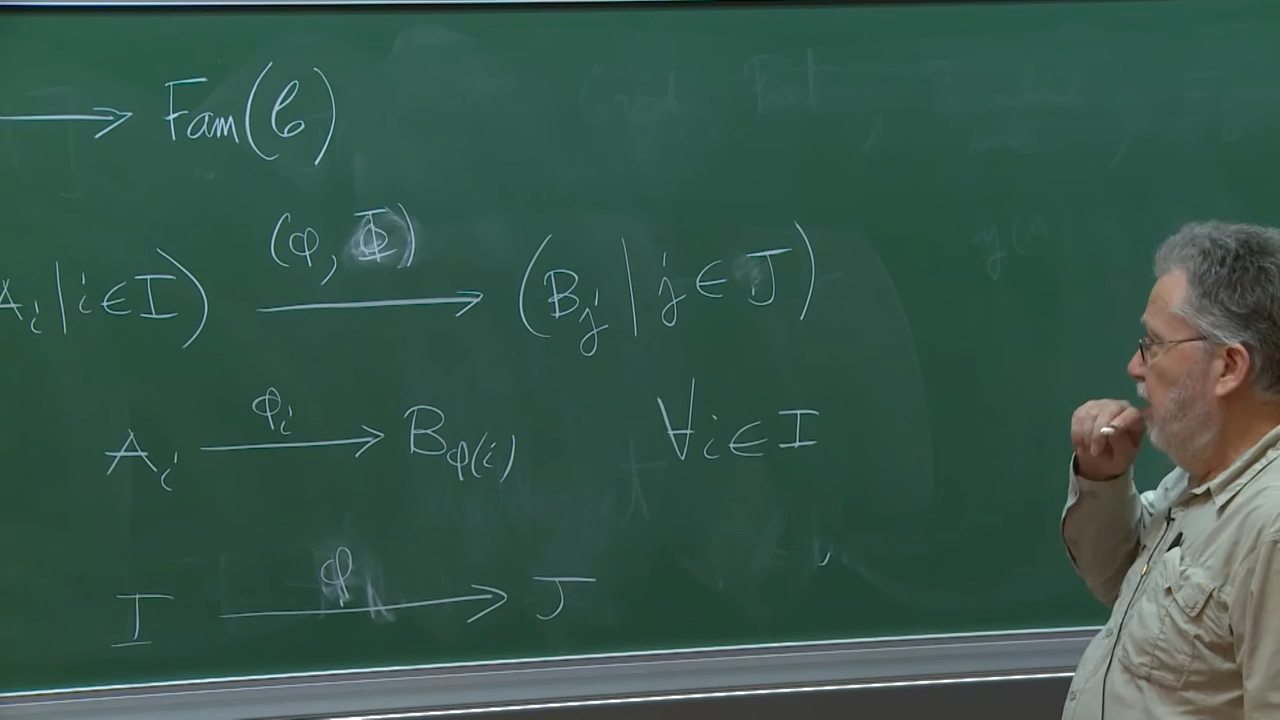 ⟶ Fam(𝒞)
(φ, Φ)
A_i | i ∈ I) ⟶ (B_j | j ∈ J)
φ_i
A_i ⟶ B_φ(i) ∀i ∈ I
φ
I ⟶ J